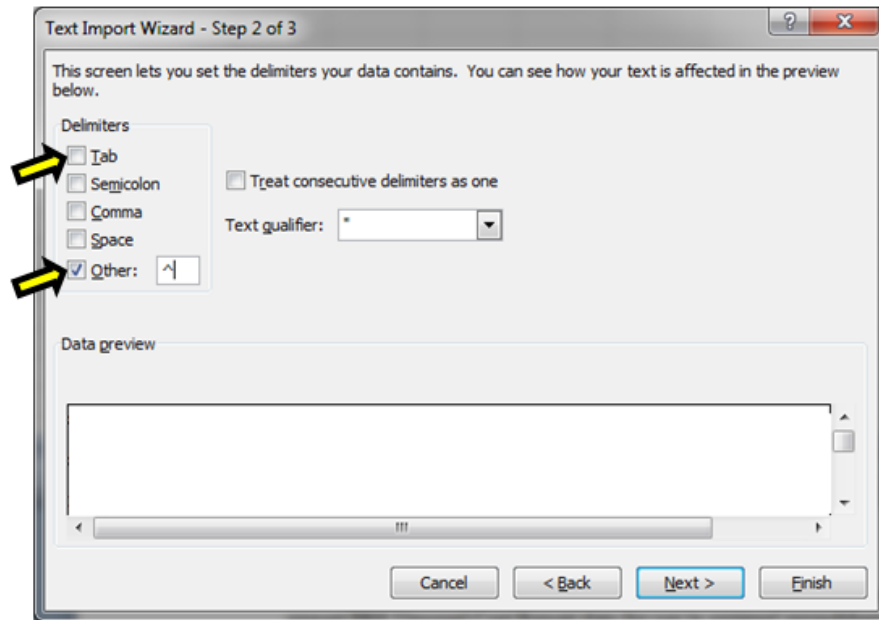 Text Import Wizard - Step 2 of 3
This screen lets you set the delimiters your data contains. You can see how your text is affected in the preview
below.
Delimiters
Tab
Semicolon
Comma
Space
Other: ^
Treat consecutive delimiters as one
Text qualifier: "
Data preview
Cancel
< Back
Next >
Finish